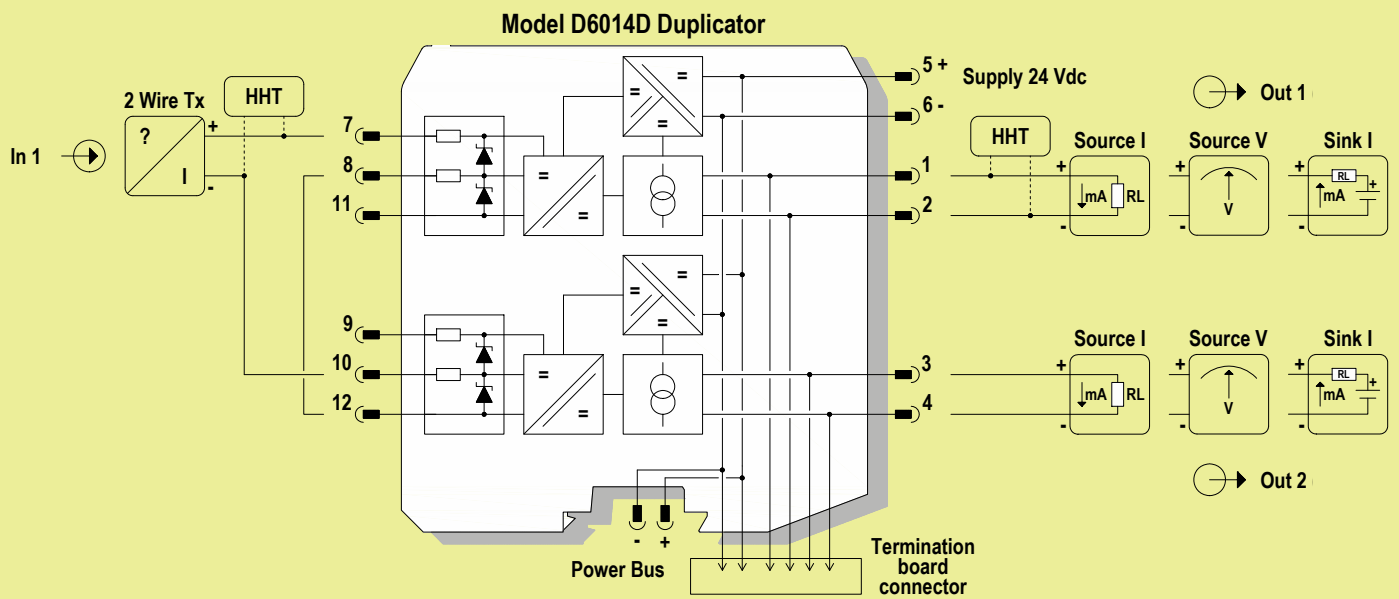 Model D6014D Duplicator
In 1
2 Wire Tx
HHT
?
I
+
-
7
8
11
9
10
12
=
=
=
=
=
=
=
=
=
=
5 +
6 -
Supply 24 Vdc
1
2
3
4
HHT
Out 1
Source I
Source V
Sink I
+
-
mA
RL
+
-
V
+
-
RL
mA
+
Source I
Source V
Sink I
+
-
mA
RL
+
-
V
+
-
RL
mA
+
Out 2
-
+
Power Bus
Termination
board
connector